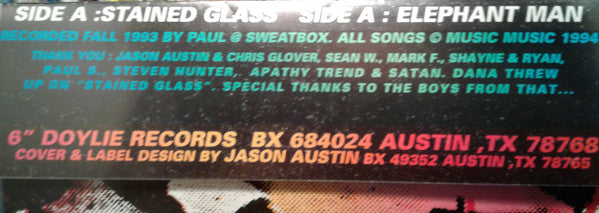 SIDE A :STAINED GLASS SIDE A : ELEPHANT MAN
RECORDED FALL 1993 BY PAUL @ SWEATBOX. ALL SONGS © MUSIC MUSIC 1994
THANK YOU : JASON AUSTIN & CHRIS GLOVER, SEAN W., MARK F., SHAYNE & RYAN,
PAUL S., STEVEN HUNTER,, APATHY TREND & SATAN. DANA THREW
UP ON "STAINED GLASS". SPECIAL THANKS TO THE BOYS FROM THAT...
6" DOYLIE RECORDS BX 684024 AUSTIN ,TX 78768
COVER & LABEL DESIGN BY JASON AUSTIN BX 49352 AUSTIN ,TX 78765